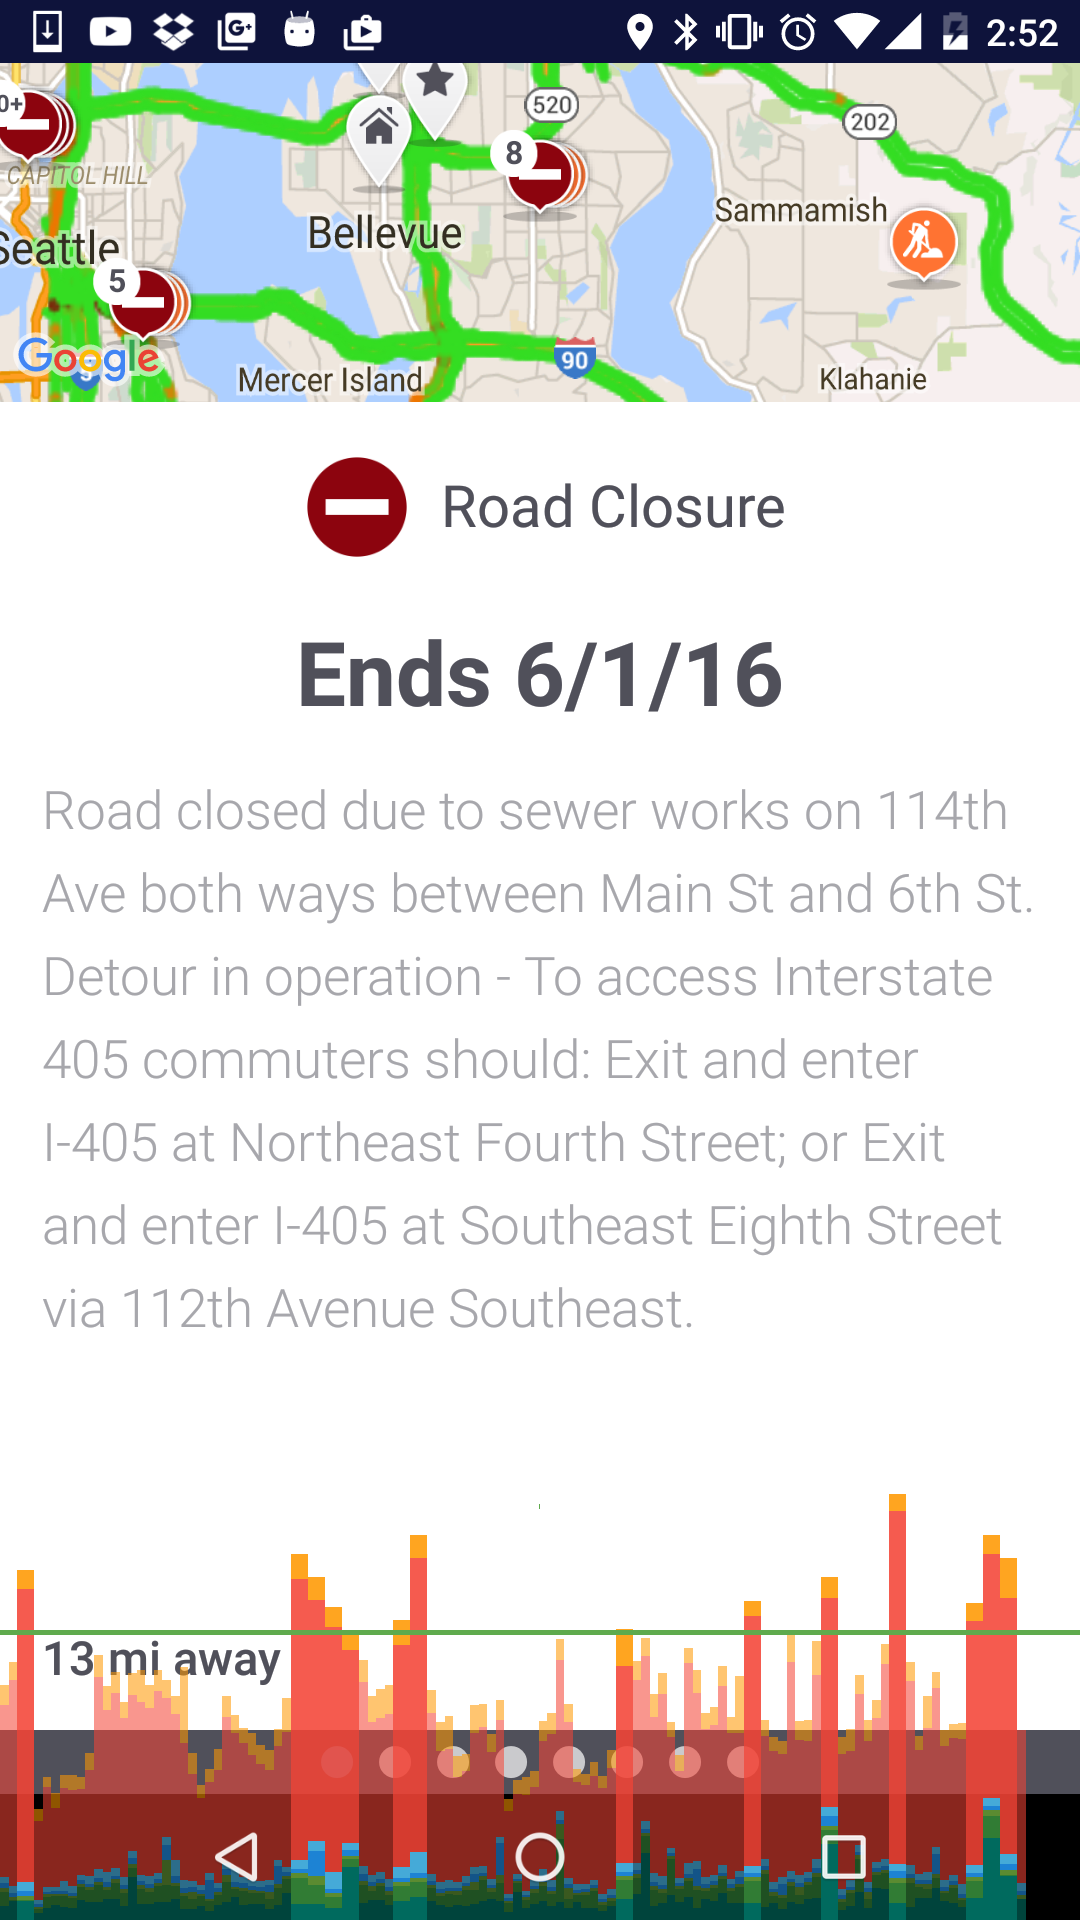 2:52
0+
520
202
8
CAPITOL HILL
Sammamish
Bellevue
Seattle
5
Google
90
Mercer Island
Klahanie
Road Closure
Ends 6/1/16
Road closed due to sewer works on 114th
Ave both ways between Main St and 6th St.
Detour in operation - To access Interstate
405 commuters should: Exit and enter
I-405 at Northeast Fourth Street; or Exit
and enter I-405 at Southeast Eighth Street
via 112th Avenue Southeast.
13 mi away